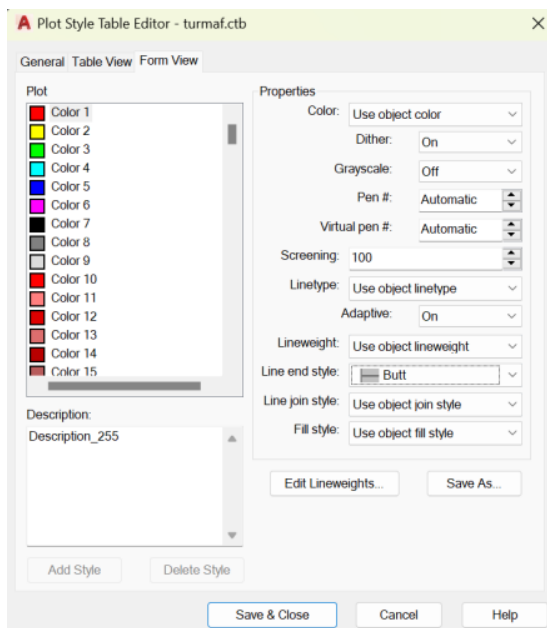 Plot Style Table Editor - turmaf.ctb
General Table View Form View
Plot
Color 1
Color 2
Color 3
Color 4
Color 5
Color 6
Color 7
Color 8
Color 9
Color 10
Color 11
Color 12
Color 13
Color 14
Color 15
Description:
Description_255
Add Style Delete Style
Properties
Color: Use object color
Dither: On
Grayscale: Off
Pen #: Automatic
Virtual pen #: Automatic
Screening: 100
Linetype: Use object linetype
Adaptive: On
Lineweight: Use object lineweight
Line end style: Butt
Line join style: Use object join style
Fill style: Use object fill style
Edit Lineweights... Save As...
Save & Close Cancel Help